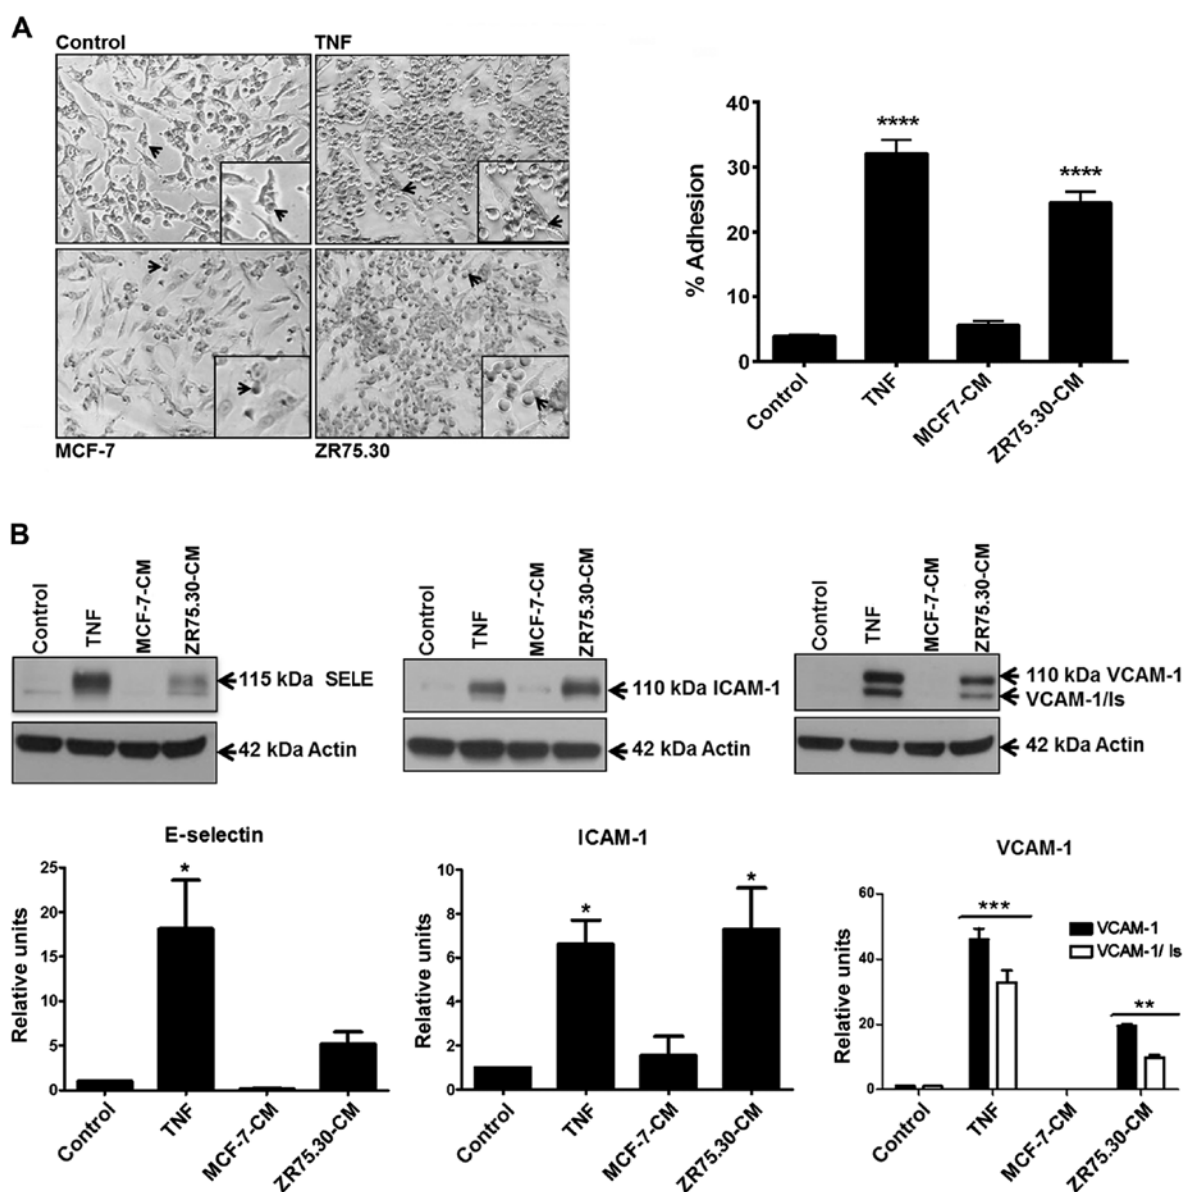 A
Control
TNF
MCF-7
ZR75.30
% Adhesion
40
30
20
10
0
****
****
Control
TNF
MCF7-CM
ZR75.30-CM
B
Control
TNF
MCF-7-CM
ZR75.30-CM
115 kDa SELE
42 kDa Actin
Control
TNF
MCF-7-CM
ZR75.30-CM
110 kDa ICAM-1
42 kDa Actin
Control
TNF
MCF-7-CM
ZR75.30-CM
110 kDa VCAM-1
VCAM-1/Is
42 kDa Actin
E-selectin
Relative units
25
20
15
10
5
0
*
Control
TNF
MCF-7-CM
ZR75.30-CM
ICAM-1
Relative units
10
8
6
4
2
0
*
*
Control
TNF
MCF-7-CM
ZR75.30-CM
VCAM-1
Relative units
60
40
20
0
***
**
VCAM-1
VCAM-1/ Is
Control
TNF
MCF-7-CM
ZR75.30-CM